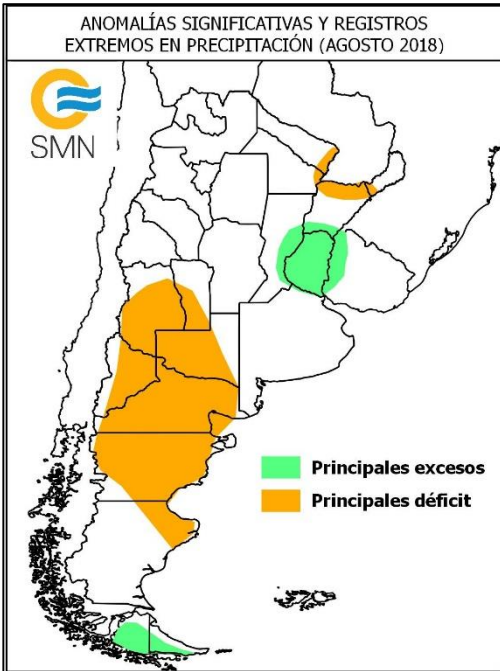 ANOMALÍAS SIGNIFICATIVAS Y REGISTROS
EXTREMOS EN PRECIPITACIÓN (AGOSTO 2018)
SMN
Principales excesos
Principales déficit